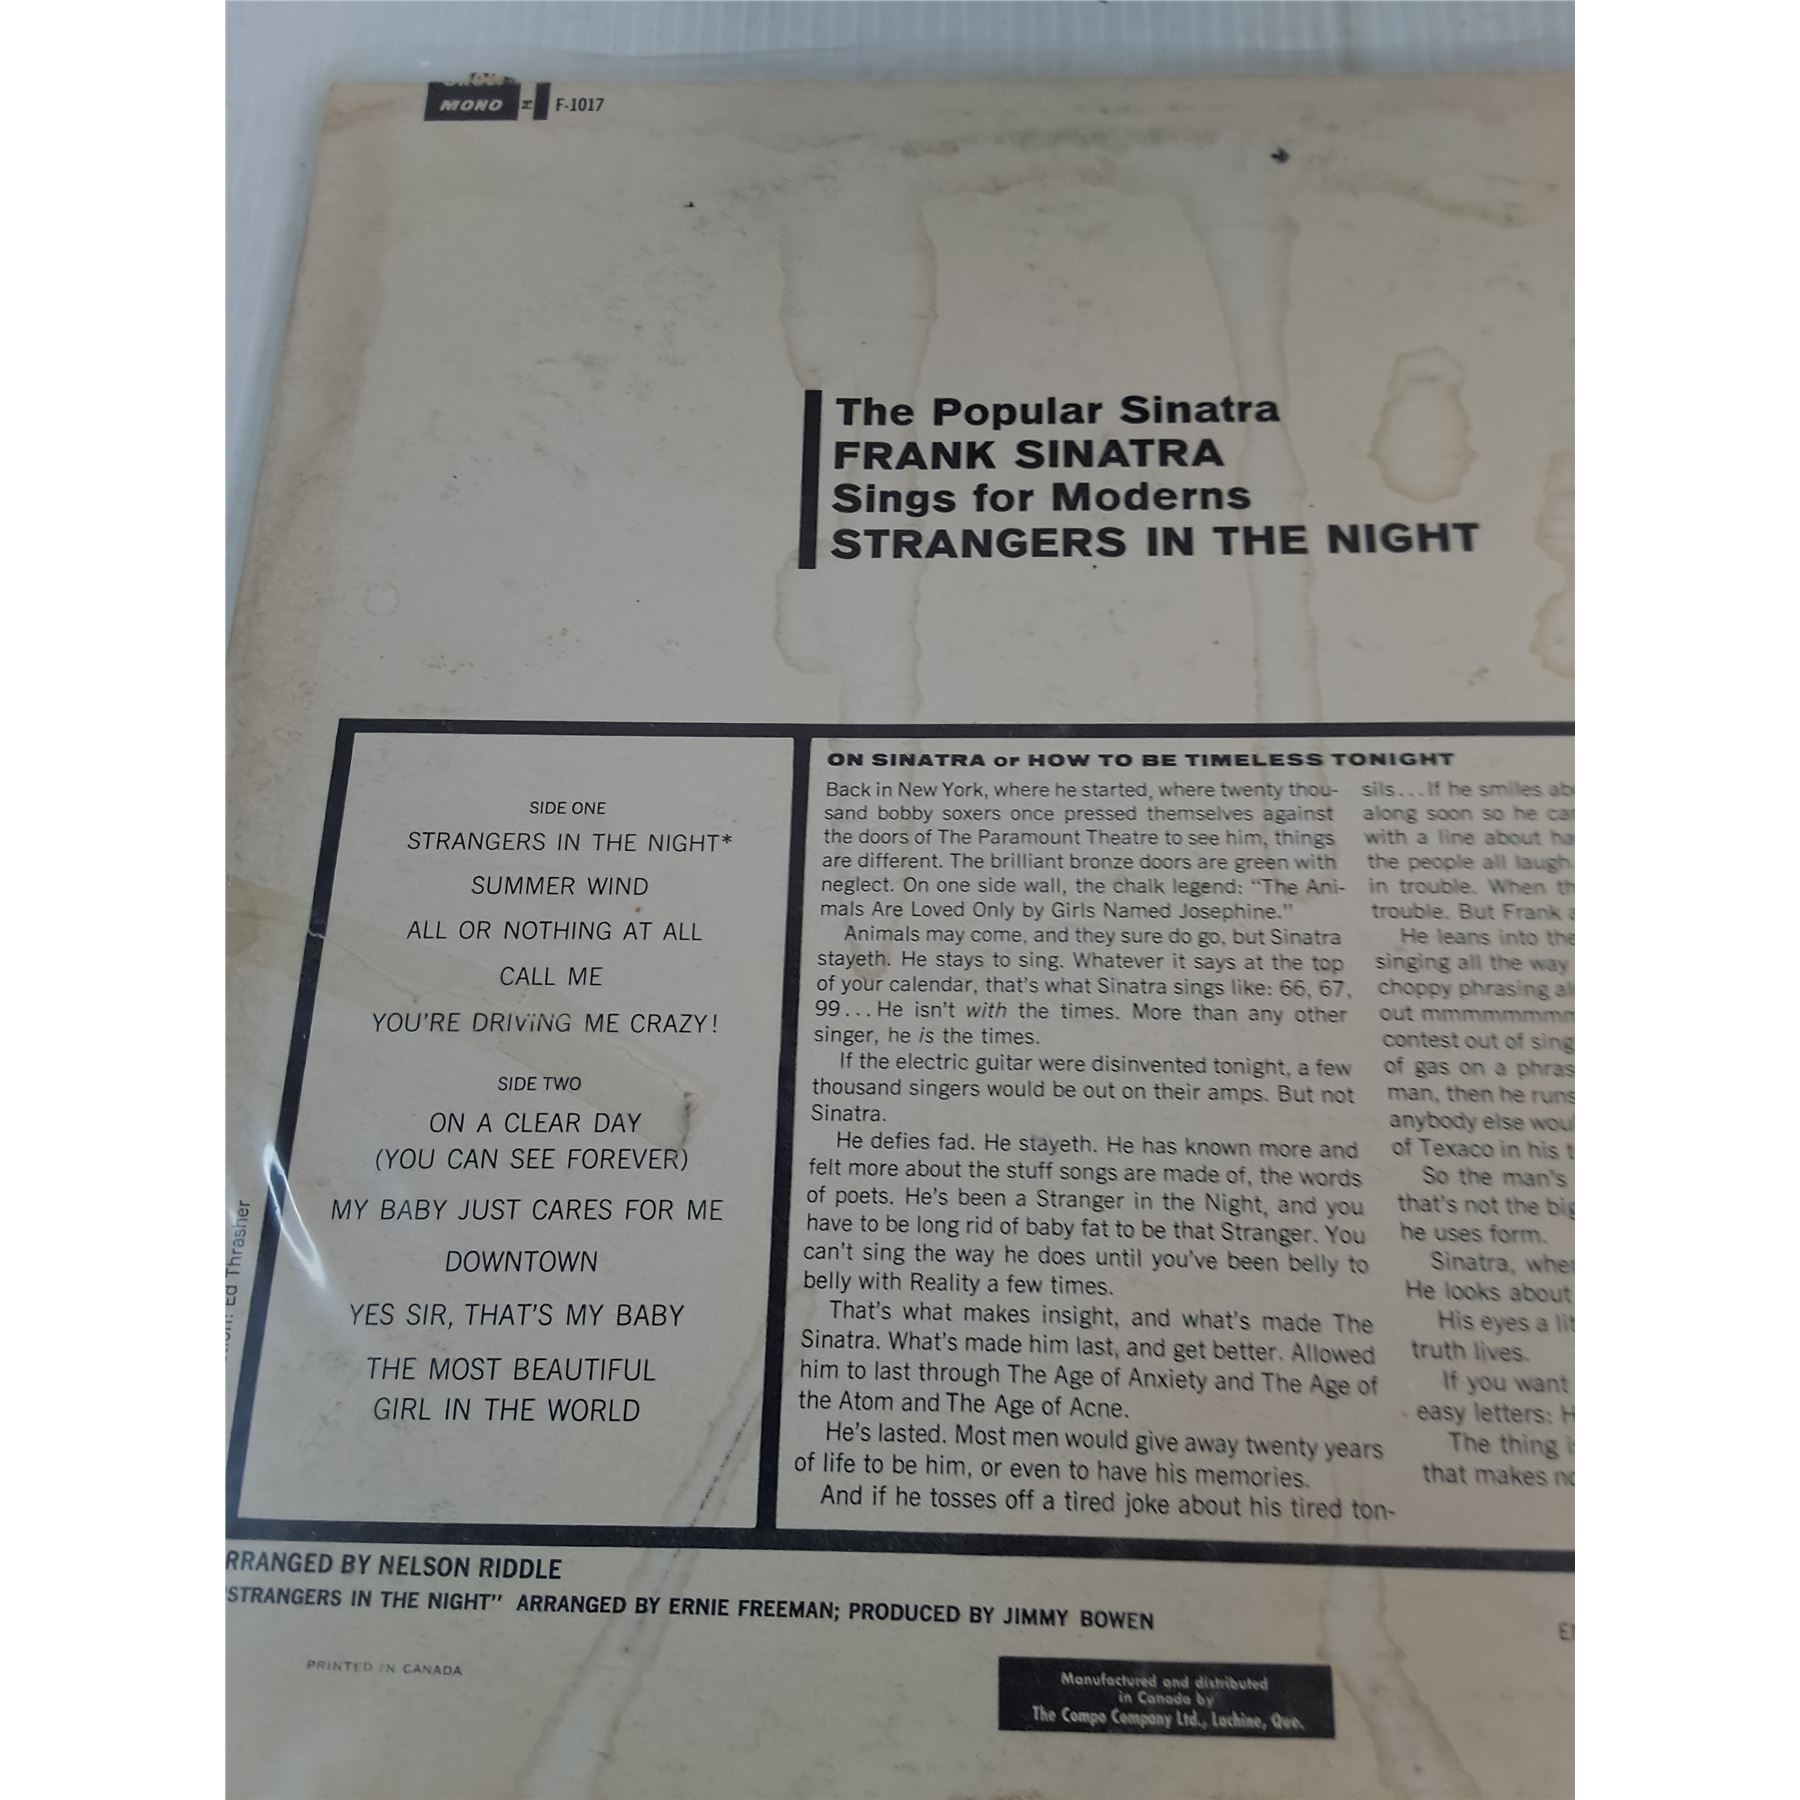 MONO F-1017
The Popular Sinatra
FRANK SINATRA
Sings for Moderns
STRANGERS IN THE NIGHT
SIDE ONE
STRANGERS IN THE NIGHT*
SUMMER WIND
ALL OR NOTHING AT ALL
CALL ME
YOU'RE DRIViNG ME CRAZY!
SIDE TWO
ON A CLEAR DAY
(YOU CAN SEE FOREVER)
MY BABY JUST CARES FOR ME
DOWNTOWN
YES SIR, THAT'S MY BABY
THE MOST BEAUTIFUL
GIRL IN THE WORLD
Ed Thrasher
ON SINATRA or HOW TO BE TIMELESS TONIGHT
Back in New York, where he started, where twenty thou-
sand bobby soxers once pressed themselves against
the doors of The Paramount Theatre to see him, things
are different. The brilliant bronze doors are green with
neglect. On one side wall, the chalk legend: "The Ani-
mals Are Loved Only by Girls Named Josephine."
Animals may come, and they sure do go, but Sinatra
stayeth. He stays to sing. Whatever it says at the top
of your calendar, that's what Sinatra sings like: 66, 67,
99... He isn't with the times. More than any other
singer, he is the times.
If the electric guitar were disinvented tonight, a few
thousand singers would be out on their amps. But not
Sinatra.
He defies fad. He stayeth. He has known more and
felt more about the stuff songs are made of, the words
of poets. He's been a Stranger in the Night, and you
have to be long rid of baby fat to be that Stranger. You
can't sing the way he does until you've been belly to
belly with Reality a few times.
That's what makes insight, and what's made The
Sinatra. What's made him last, and get better. Allowed
him to last through The Age of Anxiety and The Age of
the Atom and The Age of Acne.
He's lasted. Most men would give away twenty years
of life to be him, or even to have his memories.
And if he tosses off a tired joke about his tired ton-
sils...If he smiles
along soon so he
with a line about
the people all laugh.
in trouble. When
trouble. But Frank
He leans into the
singing all the way
choppy phrasing
out mmmmmmmm
contest out of
of gas on a
man, then he runs
anybody else
of Texaco in his
So the man's
that's not the
he uses form.
Sinatra,
He looks about
His eyes a
truth lives.
If you want
easy letters:
The thing
that makes
RRANGED BY NELSON RIDDLE
"STRANGERS IN THE NIGHT" ARRANGED BY ERNIE FREEMAN; PRODUCED BY JIMMY BOWEN
PRINTED IN CANADA
Manufactured and distributed
in Canada by
The Compo Company Ltd., Lachine, Que.